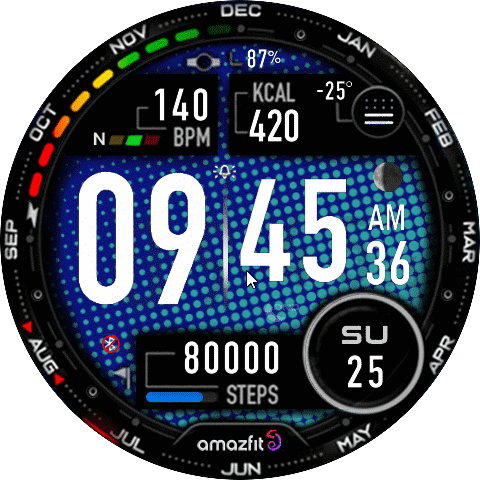 DEC
JAN
FEB
MAR
APR
MAY
JUN
JUL
AUG
SEP
OCT
NOV
87%
140
BPM
N
KCAL
420
-25°
09 45
AM
36
80000
STEPS
SU
25
amazfit